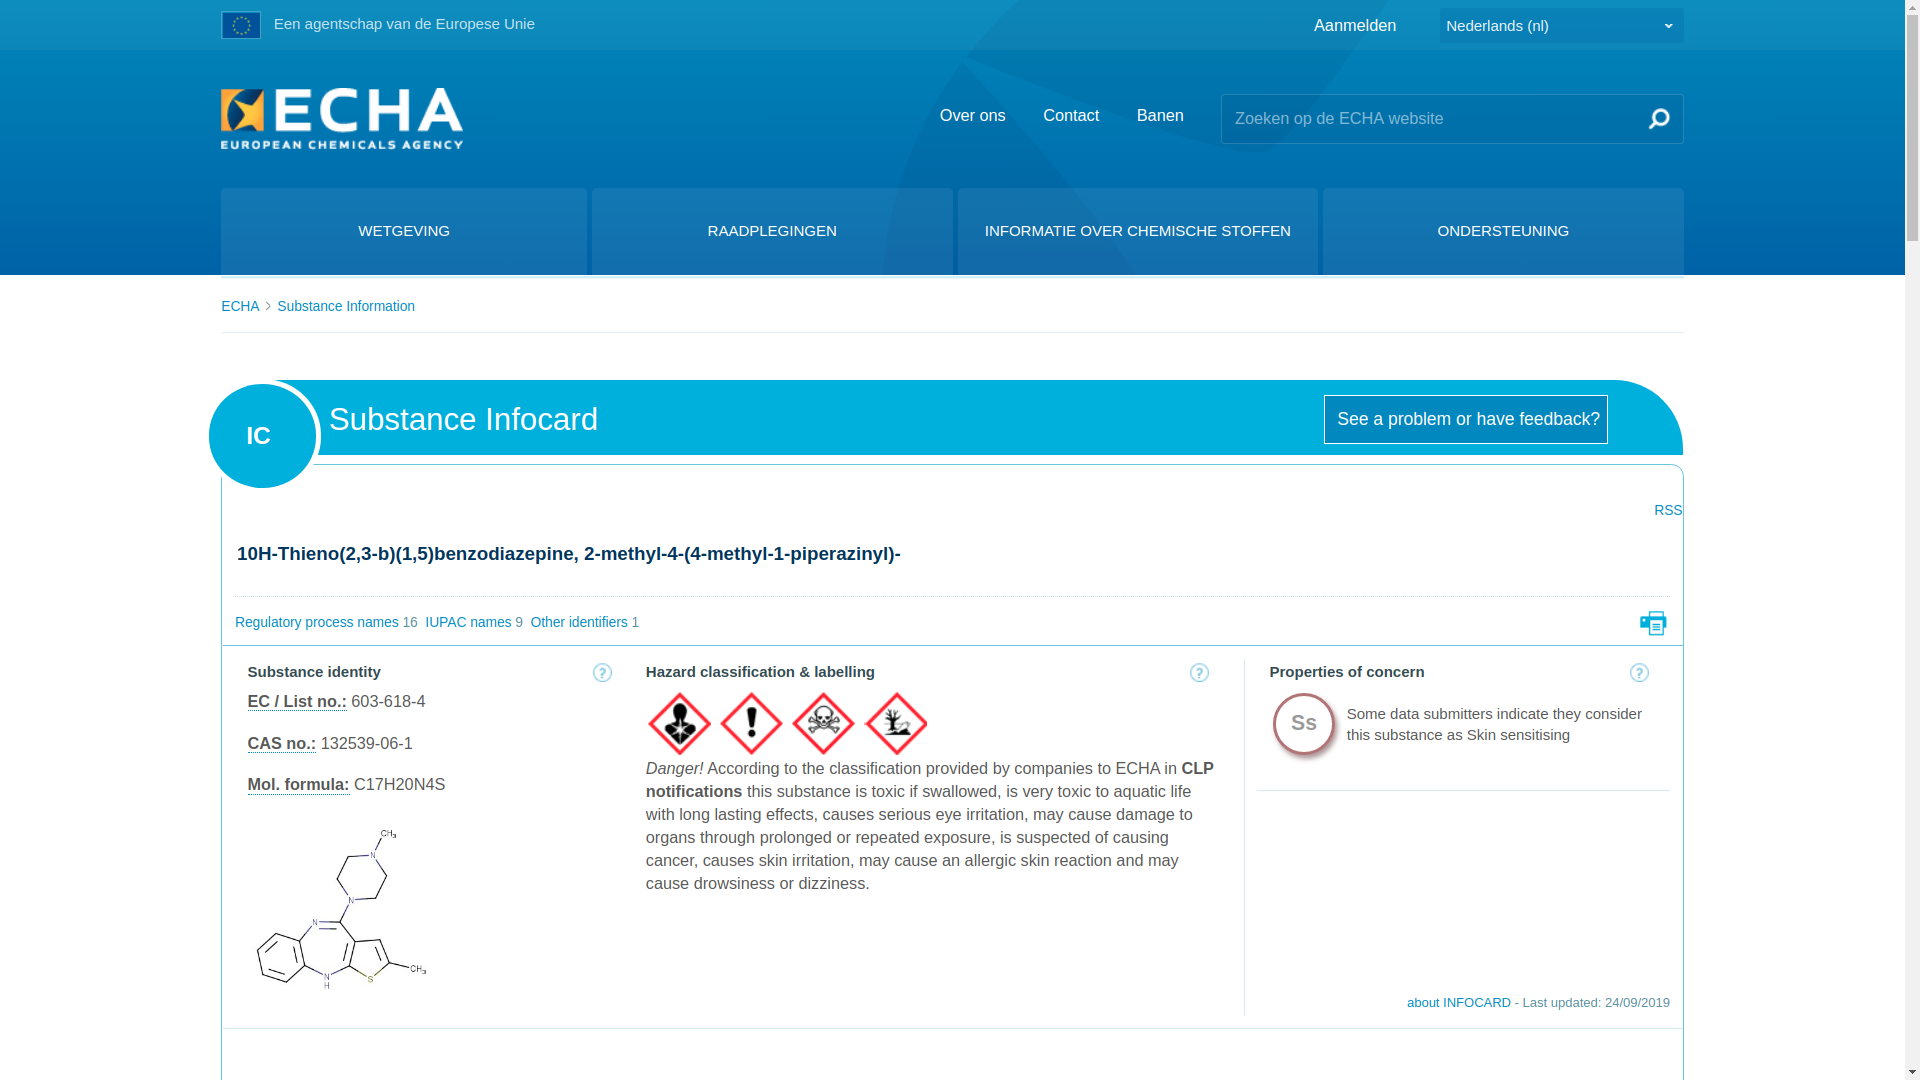 Een agentschap van de Europese Unie
Aanmelden
Nederlands (nl)
ECHA
EUROPEAN CHEMICALS AGENCY
Over ons
Contact
Banen
Zoeken op de ECHA website
WETGEVING
RAADPLEGINGEN
INFORMATIE OVER CHEMISCHE STOFFEN
ONDERSTEUNING
ECHA > Substance Information
IC
Substance Infocard
See a problem or have feedback?
RSS
10H-Thieno(2,3-b)(1,5)benzodiazepine, 2-methyl-4-(4-methyl-1-piperazinyl)-
Regulatory process names 16 IUPAC names 9 Other identifiers 1
Substance identity
?
EC / List no.: 603-618-4
CAS no.: 132539-06-1
Mol. formula: C17H20N4S
CH3
N
N
N
CH3
N
H
S
Hazard classification & labelling
?
Danger! According to the classification provided by companies to ECHA in CLP
notifications this substance is toxic if swallowed, is very toxic to aquatic life
with long lasting effects, causes serious eye irritation, may cause damage to
organs through prolonged or repeated exposure, is suspected of causing
cancer, causes skin irritation, may cause an allergic skin reaction and may
cause drowsiness or dizziness.
Properties of concern
?
Ss
Some data submitters indicate they consider
this substance as Skin sensitising
about INFOCARD - Last updated: 24/09/2019